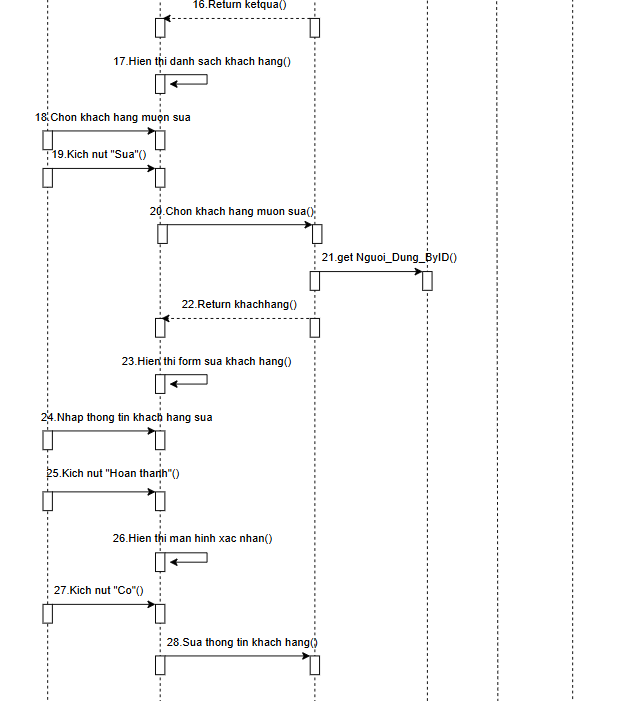 16.Return ketqua()
17.Hien thi danh sach khach hang()
18.Chon khach hang muon sua
19.Kich nut "Sua"()
20.Chon khach hang muon sua()
21.get Nguoi_Dung_ByID()
22.Return khachhang()
23.Hien thi form sua khach hang()
24.Nhap thong tin khach hang sua
25.Kich nut "Hoan thanh"()
26.Hien thi man hinh xac nhan()
27.Kich nut "Co"()
28.Sua thong tin khach hang()